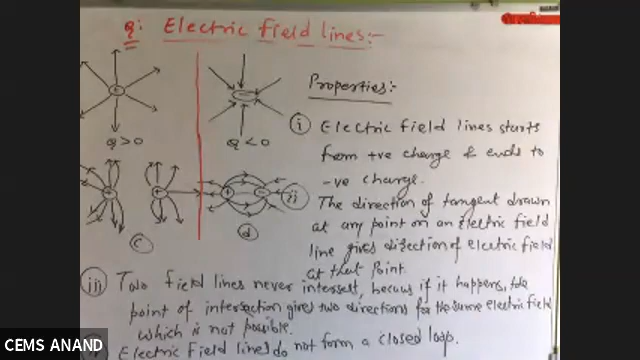 Q: Electric field lines:-
Properties:-
Q>0
Q<0
i Electric field lines starts
from +ve charge & ends to
-ve charge.
c
d
ii The direction of tangent drawn
at any point on an Electric field
line gives direction of electric field
at that point.
iii Two field lines never intersect, becuus if it happens, the
point of intersection gives two directions for the same electric field
which is not possible.
Electric field lines do not form a closed loop.
CEMS ANAND